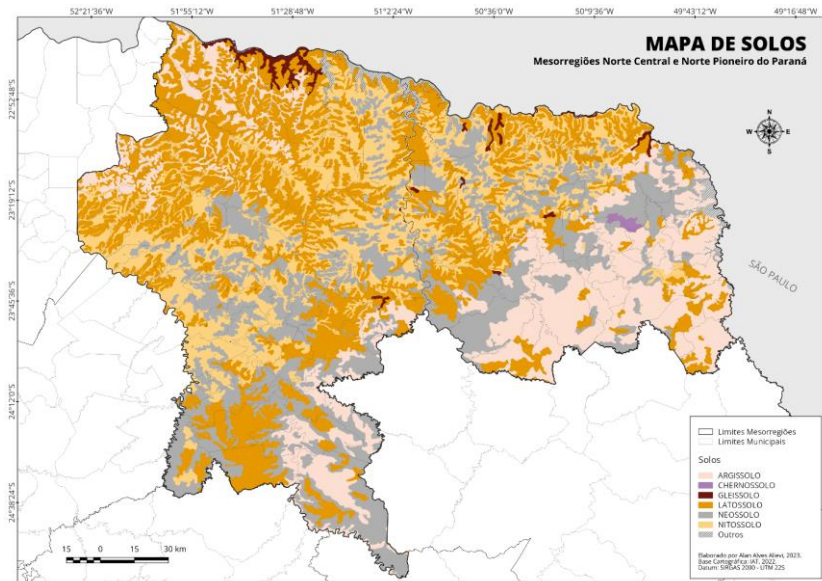 52°21'36"W 51°55'12"W 51°28'48"W 51°2'24"W 50°36'0"W 50°9'36"W 49°43'12"W 49°16'48"W
MAPA DE SOLOS
Mesorregiões Norte Central e Norte Pioneiro do Paraná
N
W E
S
22°52'48"S
23°19'12"S
23°45'36"S
24°12'0"S
24°38'24"S
SÃO PAULO
Limites Mesorregiões
Limites Municipais
Solos
ARGISSOLO
CHERNOSSOLO
GLEISSOLO
LATOSSOLO
NEOSSOLO
NITOSSOLO
Outros
15 0 15 30 km
Elaborado por Alan Alves Alievi, 2023.
Base Cartográfica: IAT, 2022.
Datum: SIRGAS 2000 - UTM 22S